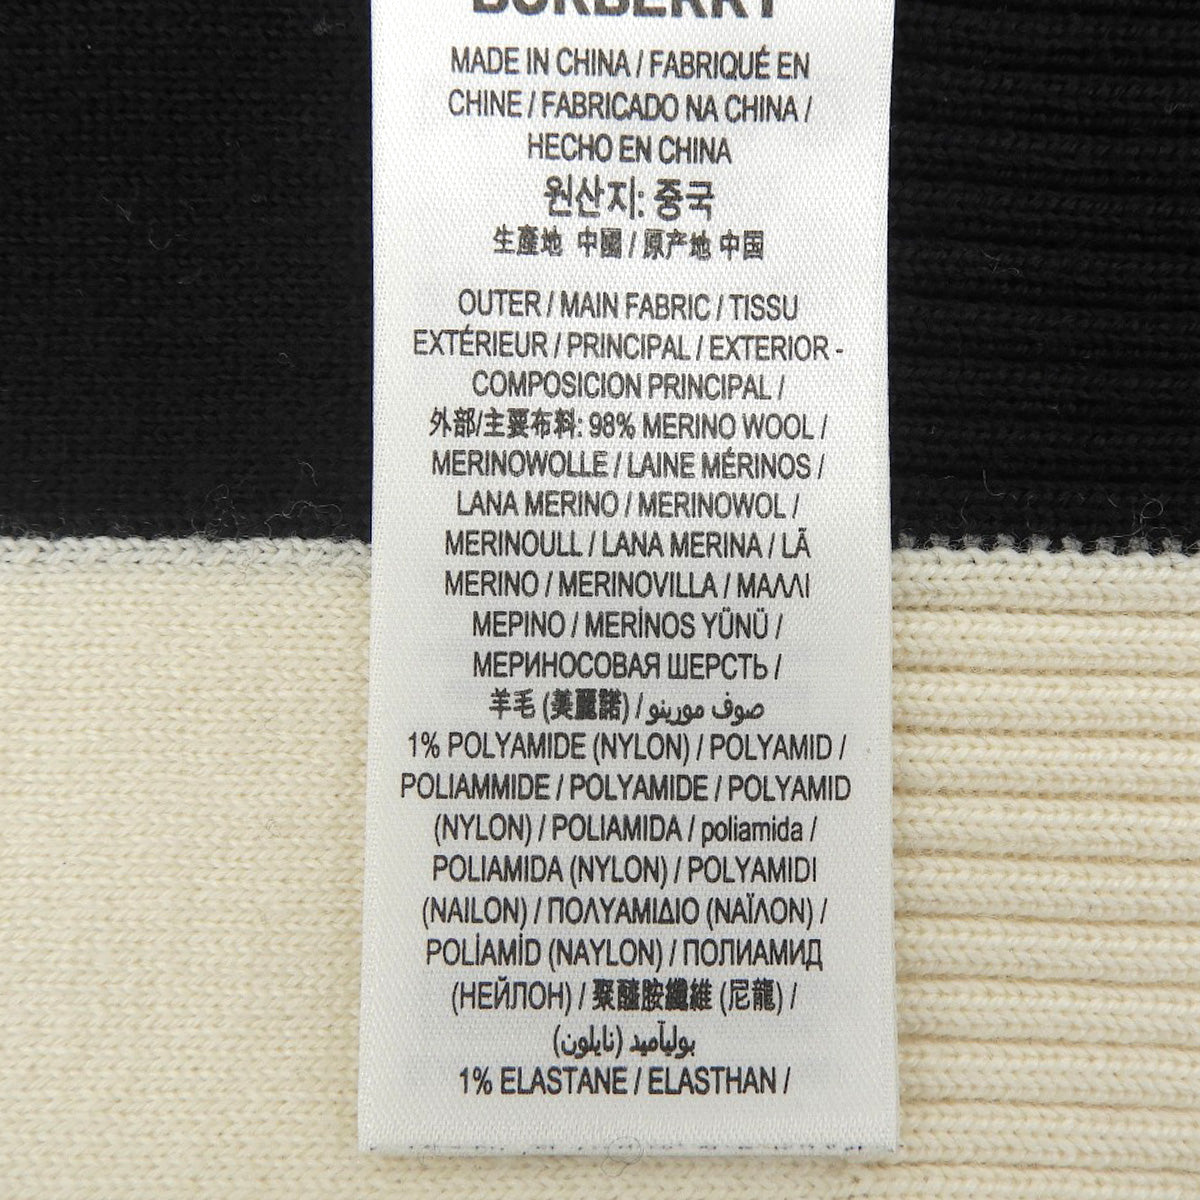 BURBERRY
MADE IN CHINA / FABRIQUÉ EN
CHINE / FABRICADO NA CHINA /
HECHO EN CHINA
원산지: 중국
生產地 中國 / 原产地 中国
OUTER / MAIN FABRIC / TISSU
EXTÉRIEUR / PRINCIPAL / EXTERIOR -
COMPOSICION PRINCIPAL /
外部/主要布料: 98% MERINO WOOL /
MERINOWOLLE / LAINE MÉRINOS /
LANA MERINO / MERINOWOL /
MERINOULL / LANA MERINA / LÃ
MERINO / MERINOVILLA / ΜΑΛΛΙ
ΜΕΡΙΝΟ / MERİNOS YÜNÜ /
МЕРИНОСОВАЯ ШЕРСТЬ /
羊毛 (美麗諾) / صوف مورينو
1% POLYAMIDE (NYLON) / POLYAMID /
POLIAMMIDE / POLYAMIDE / POLYAMID
(NYLON) / POLIAMIDA / poliamida /
POLIAMIDA (NYLON) / POLYAMIDI
(NAILON) / ΠΟΛΥΑΜΙΔΙΟ (ΝΑΪΛΟΝ) /
POLİAMİD (NAYLON) / ПОЛИАМИД
(НЕЙЛОН) / 聚醯胺纖維 (尼龍) /
بوليآميد (نايلون)
1% ELASTANE / ELASTHAN /